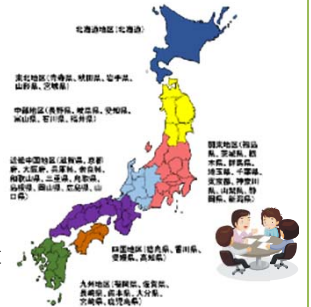 北海道地区(北海道)
東北地区(青森県、秋田県、岩手県、
山形県、宮城県)
中部地区(長野県、岐阜県、愛知県、
富山県、石川県、福井県)
近畿中国地区(滋賀県、京都
府、大阪府、兵庫県、奈良県、
和歌山県、三重県、鳥取県、
島根県、岡山県、広島県、山
口県)
関東地区(福島
県、茨城県、栃
木県、群馬県、
埼玉県、千葉県、
東京都、神奈川
県、山梨県、静
岡県、新潟県)
四国地区(徳島県、香川県、
愛媛県、高知県)
九州地区(福岡県、佐賀県、
長崎県、熊本県、大分県、
宮崎県、鹿児島県)